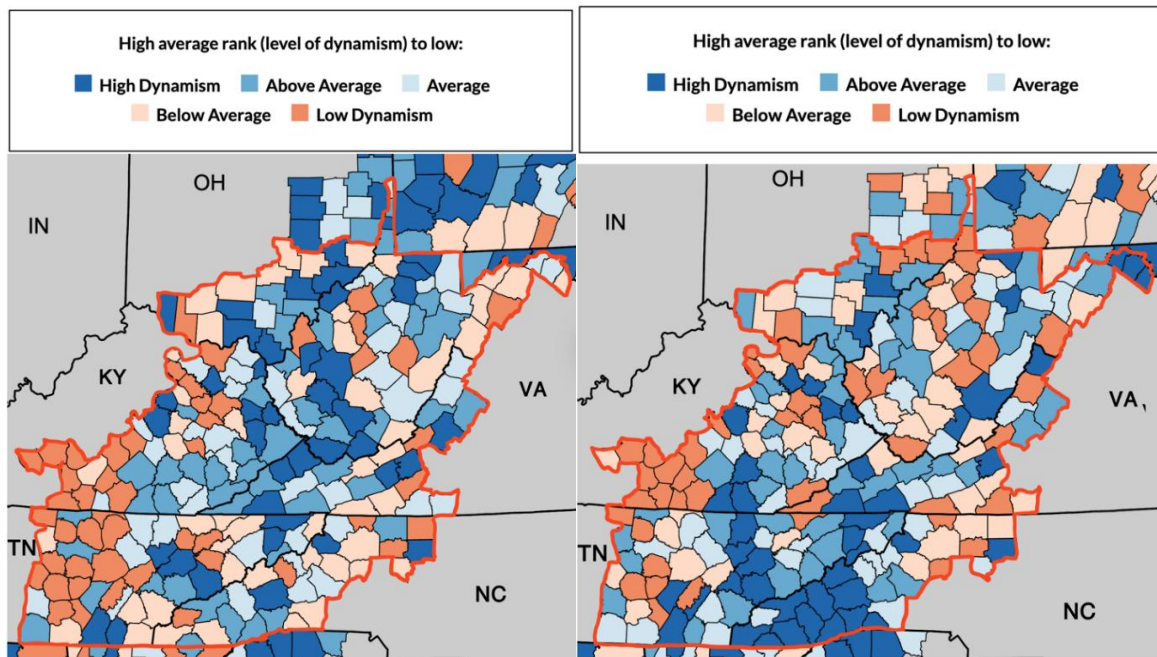 High average rank (level of dynamism) to low:
High Dynamism Above Average Average
Below Average Low Dynamism
OH
IN
KY
VA
TN
NC
High average rank (level of dynamism) to low:
High Dynamism Above Average Average
Below Average Low Dynamism
OH
IN
KY
VA
TN
NC